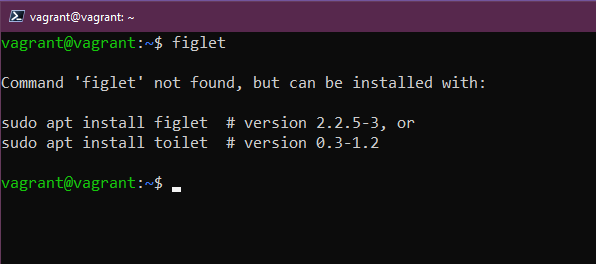 vagrant@vagrant: ~
vagrant@vagrant:~$ figlet
Command 'figlet' not found, but can be installed with:
sudo apt install figlet  # version 2.2.5-3, or
sudo apt install toilet  # version 0.3-1.2
vagrant@vagrant:~$